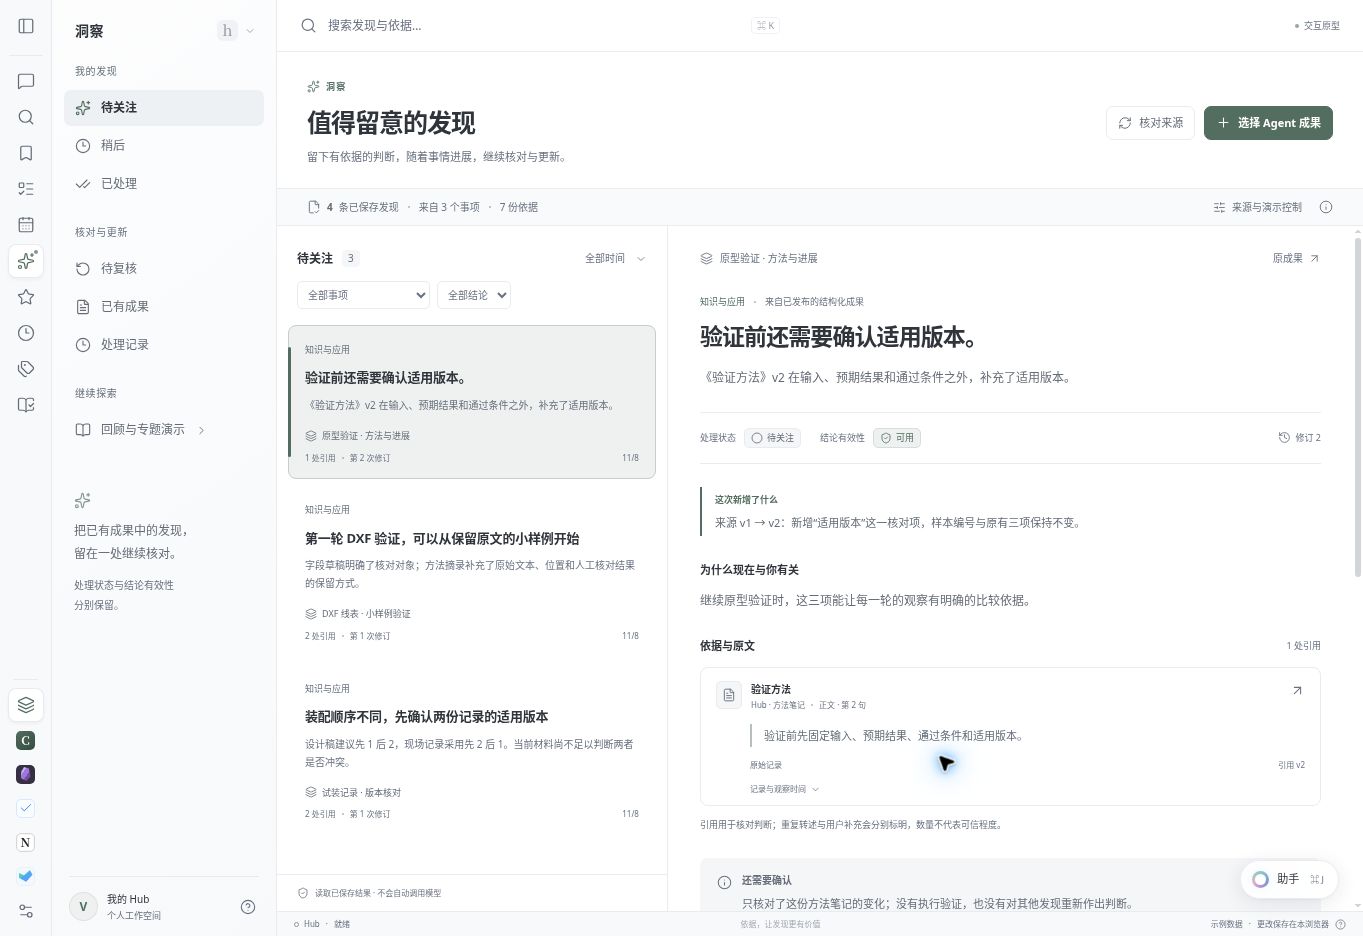 洞察
h
我的发现
待关注
稍后
已处理
核对与更新
待复核
已有成果
处理记录
继续探索
回顾与专题演示
把已有成果中的发现，
留在一处继续核对。
处理状态与结论有效性
分别保留。
C
N
V
我的 Hub
个人工作空间
搜索发现与依据...
⌘ K
交互原型
洞察
值得留意的发现
留下有依据的判断，随着事情进展，继续核对与更新。
核对来源
选择 Agent 成果
4 条已保存发现 · 来自 3 个事项 · 7 份依据
来源与演示控制
待关注 3
全部时间
全部事项
全部结论
知识与应用
验证前还需要确认适用版本。
《验证方法》v2 在输入、预期结果和通过条件之外，补充了适用版本。
原型验证 · 方法与进展
1 处引用 · 第 2 次修订
11/8
知识与应用
第一轮 DXF 验证，可以从保留原文的小样例开始
字段草稿明确了核对对象；方法摘录补充了原始文本、位置和人工核对结果
的保留方式。
DXF 线表 · 小样例验证
2 处引用 · 第 1 次修订
11/8
知识与应用
装配顺序不同，先确认两份记录的适用版本
设计稿建议先 1 后 2，现场记录采用先 2 后 1。当前材料尚不足以判断两者
是否冲突。
试装记录 · 版本核对
2 处引用 · 第 1 次修订
11/8
读取已保存结果 · 不会自动调用模型
原型验证 · 方法与进展
原成果
知识与应用 · 来自已发布的结构化成果
验证前还需要确认适用版本。
《验证方法》v2 在输入、预期结果和通过条件之外，补充了适用版本。
处理状态
待关注
结论有效性
可用
修订 2
这次新增了什么
来源 v1 → v2：新增“适用版本”这一核对项，样本编号与原有三项保持不变。
为什么现在与你有关
继续原型验证时，这三项能让每一轮的观察有明确的比较依据。
依据与原文
1 处引用
验证方法
Hub · 方法笔记 · 正文 · 第 2 句
验证前先固定输入、预期结果、通过条件和适用版本。
原始记录
引用 v2
记录与观察时间
引用用于核对判断；重复转述与用户补充会分别标明，数量不代表可信程度。
还需要确认
只核对了这份方法笔记的变化；没有执行验证，也没有对其他发现重新作出判断。
助手 ⌘J
Hub · 就绪
依据，让发现更有价值
示例数据 · 更改保存在本浏览器